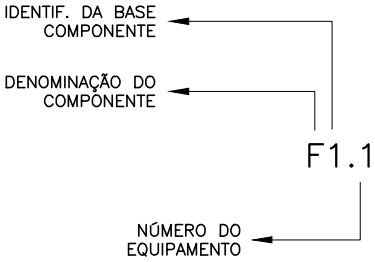 IDENTIF. DA BASE
COMPONENTE
DENOMINAÇÃO DO
COMPONENTE
F1.1
NÚMERO DO
EQUIPAMENTO